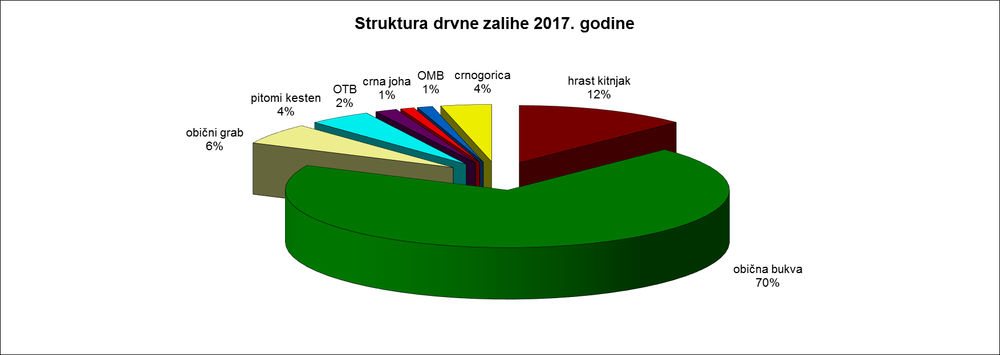 Struktura drvne zalihe 2017. godine
obični grab
6%
pitomi kesten
4%
OTB
2%
crna joha
1%
OMB
1%
crnogorica
4%
hrast kitnjak
12%
obična bukva
70%